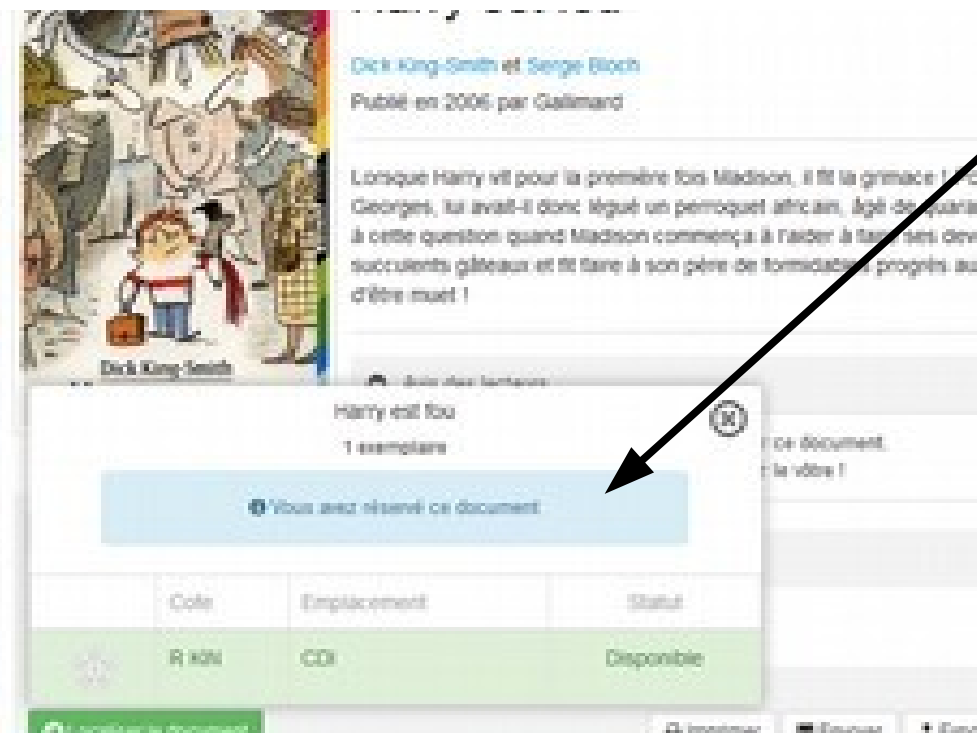 Dick King-Smith et Serge Bloch
Publié en 2006 par Gallimard
Lorsque Harry vit pour la première fois Madison, il fit la grimace !
Georges, lui avait-il donc légué un perroquet africain, âgé de
à cette question quand Madison commença à l'aider à faire ses
succulents gâteaux et fit faire à son père de formidables progrès
d'être muet !
Dick King-Smith
Avis des lecteurs
Harry est fou
1 exemplaire
ce document.
le vôtre !
Vous avez réservé ce document
Cote Emplacement Statut
R KIN CDI Disponible
Imprimer Envoyer